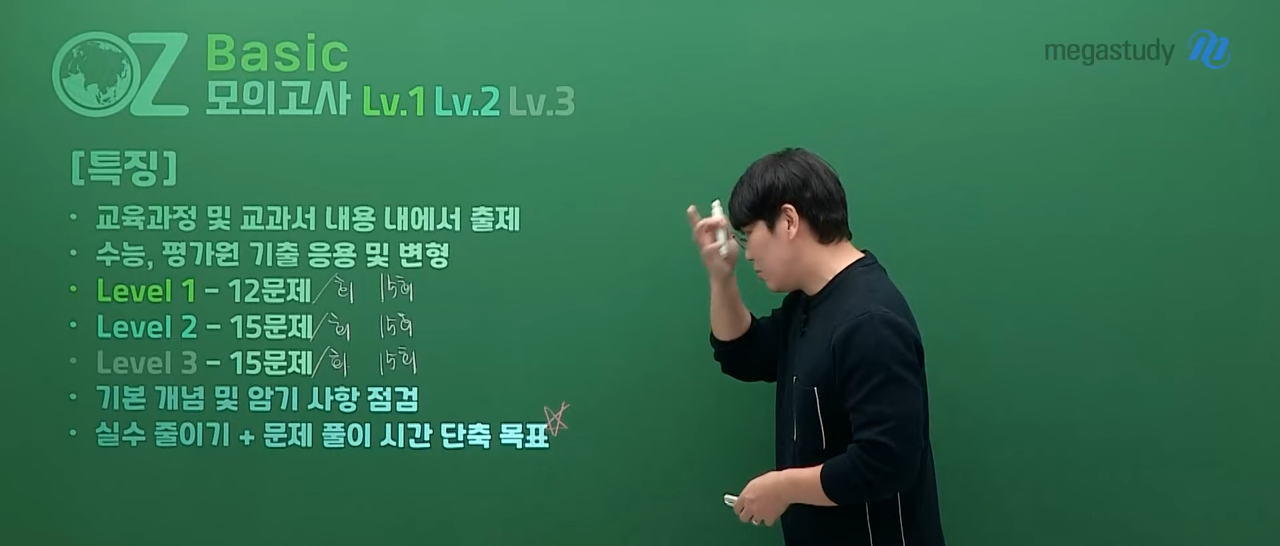 OZ Basic
모의고사 Lv.1 Lv.2 Lv.3
megastudy
[특징]
• 교육과정 및 교과서 내용 내에서 출제
• 수능, 평가원 기출 응용 및 변형
• Level 1 – 12문제/회 15회
• Level 2 – 15문제/회 15회
• Level 3 – 15문제/회 15회
• 기본 개념 및 암기 사항 점검
• 실수 줄이기 + 문제 풀이 시간 단축 목표